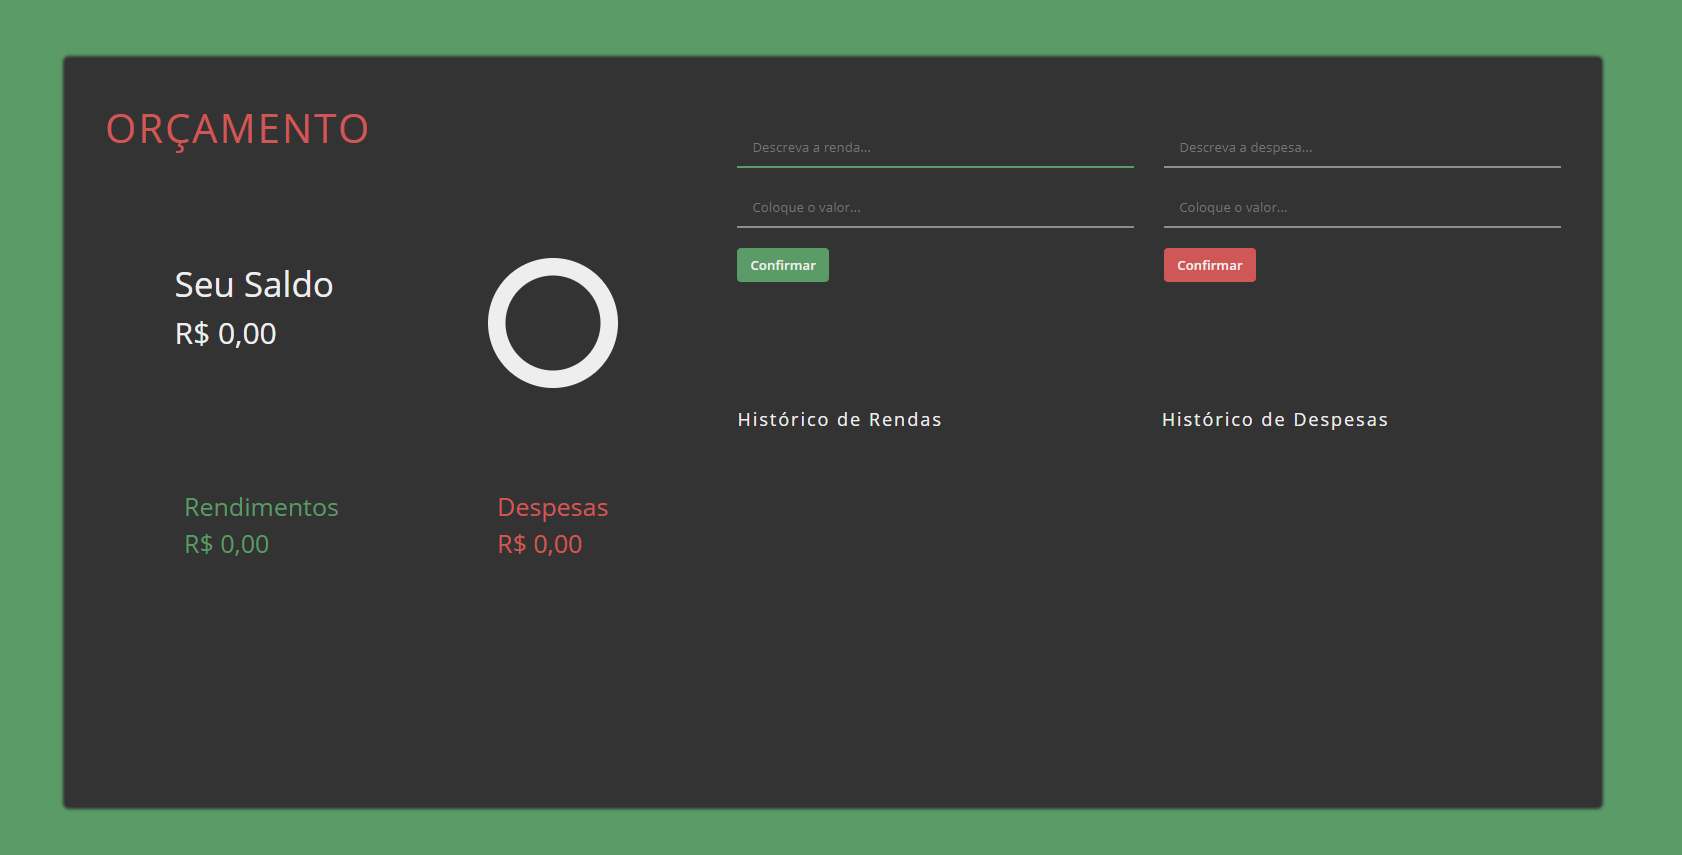 ORÇAMENTO
Seu Saldo
R$ 0,00
Rendimentos
R$ 0,00
Despesas
R$ 0,00
Descreva a renda...
Coloque o valor...
Confirmar
Descreva a despesa...
Coloque o valor...
Confirmar
Histórico de Rendas
Histórico de Despesas